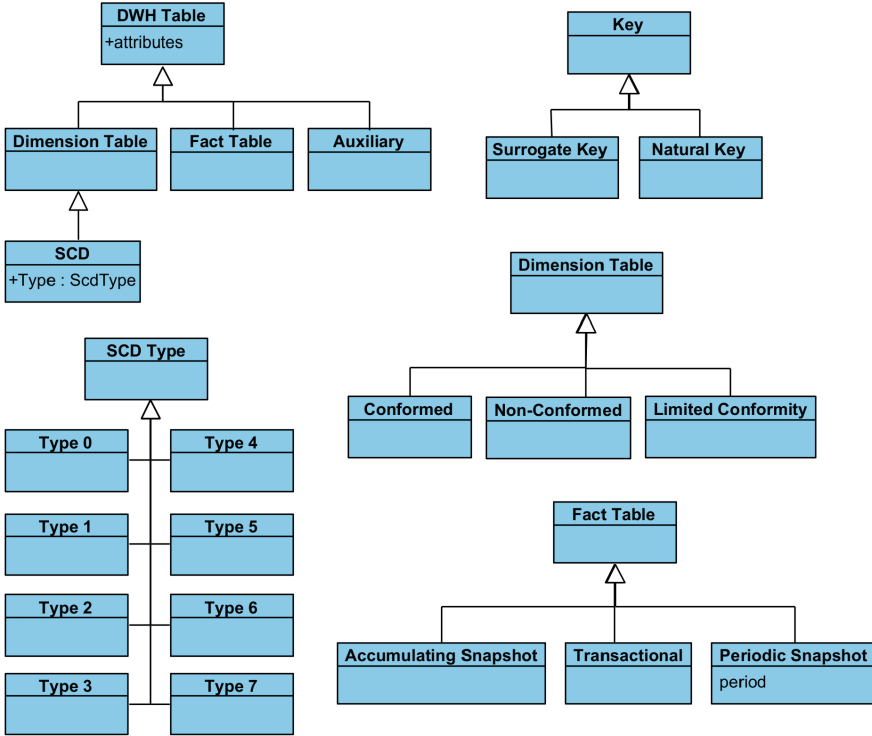 DWH Table
+attributes
Dimension Table
Fact Table
Auxiliary
SCD
+Type : ScdType
Key
Surrogate Key
Natural Key
Dimension Table
Conformed
Non-Conformed
Limited Conformity
SCD Type
Type 0
Type 4
Type 1
Type 5
Type 2
Type 6
Type 3
Type 7
Fact Table
Accumulating Snapshot
Transactional
Periodic Snapshot
period